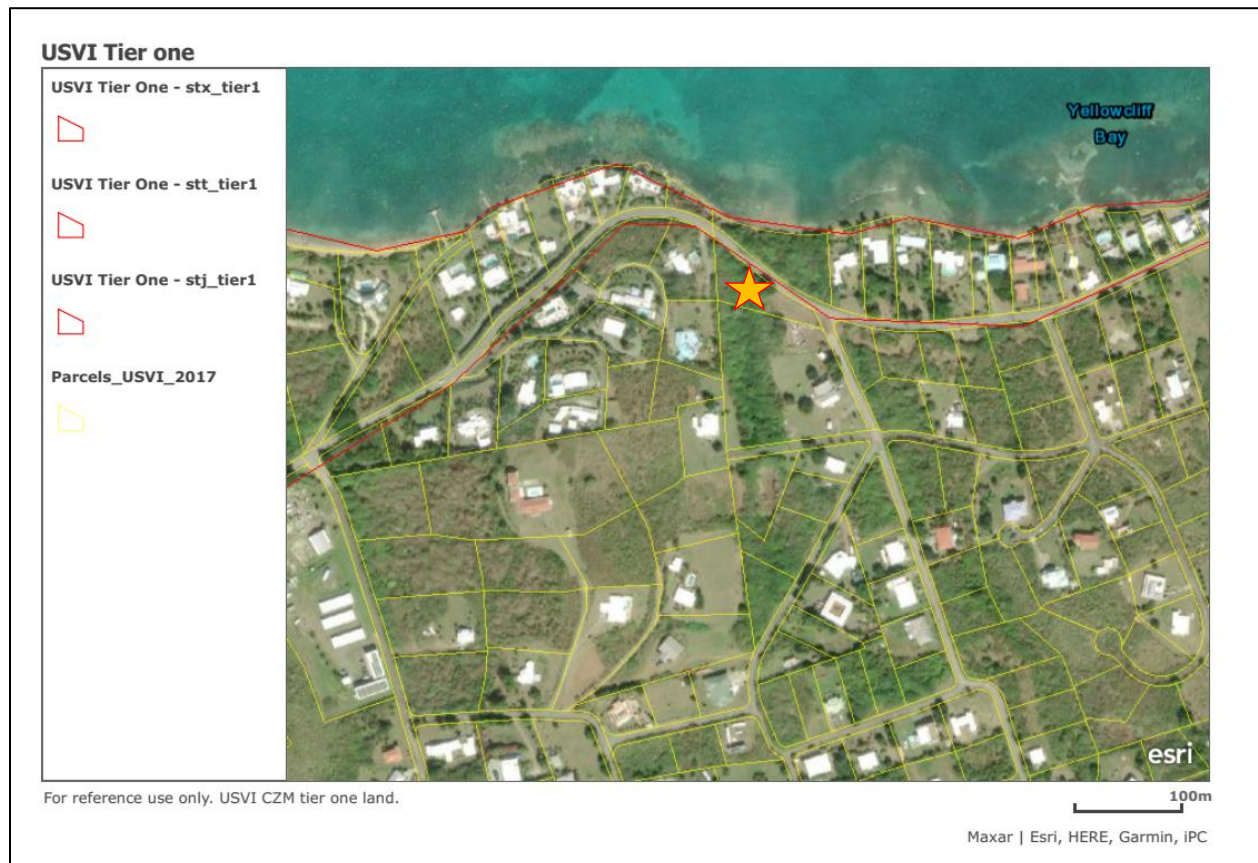 USVI Tier one
USVI Tier One - stx_tier1
USVI Tier One - stt_tier1
USVI Tier One - stj_tier1
Parcels_USVI_2017
Yellowcliff
Bay
esri
For reference use only. USVI CZM tier one land.
100m
Maxar | Esri, HERE, Garmin, iPC